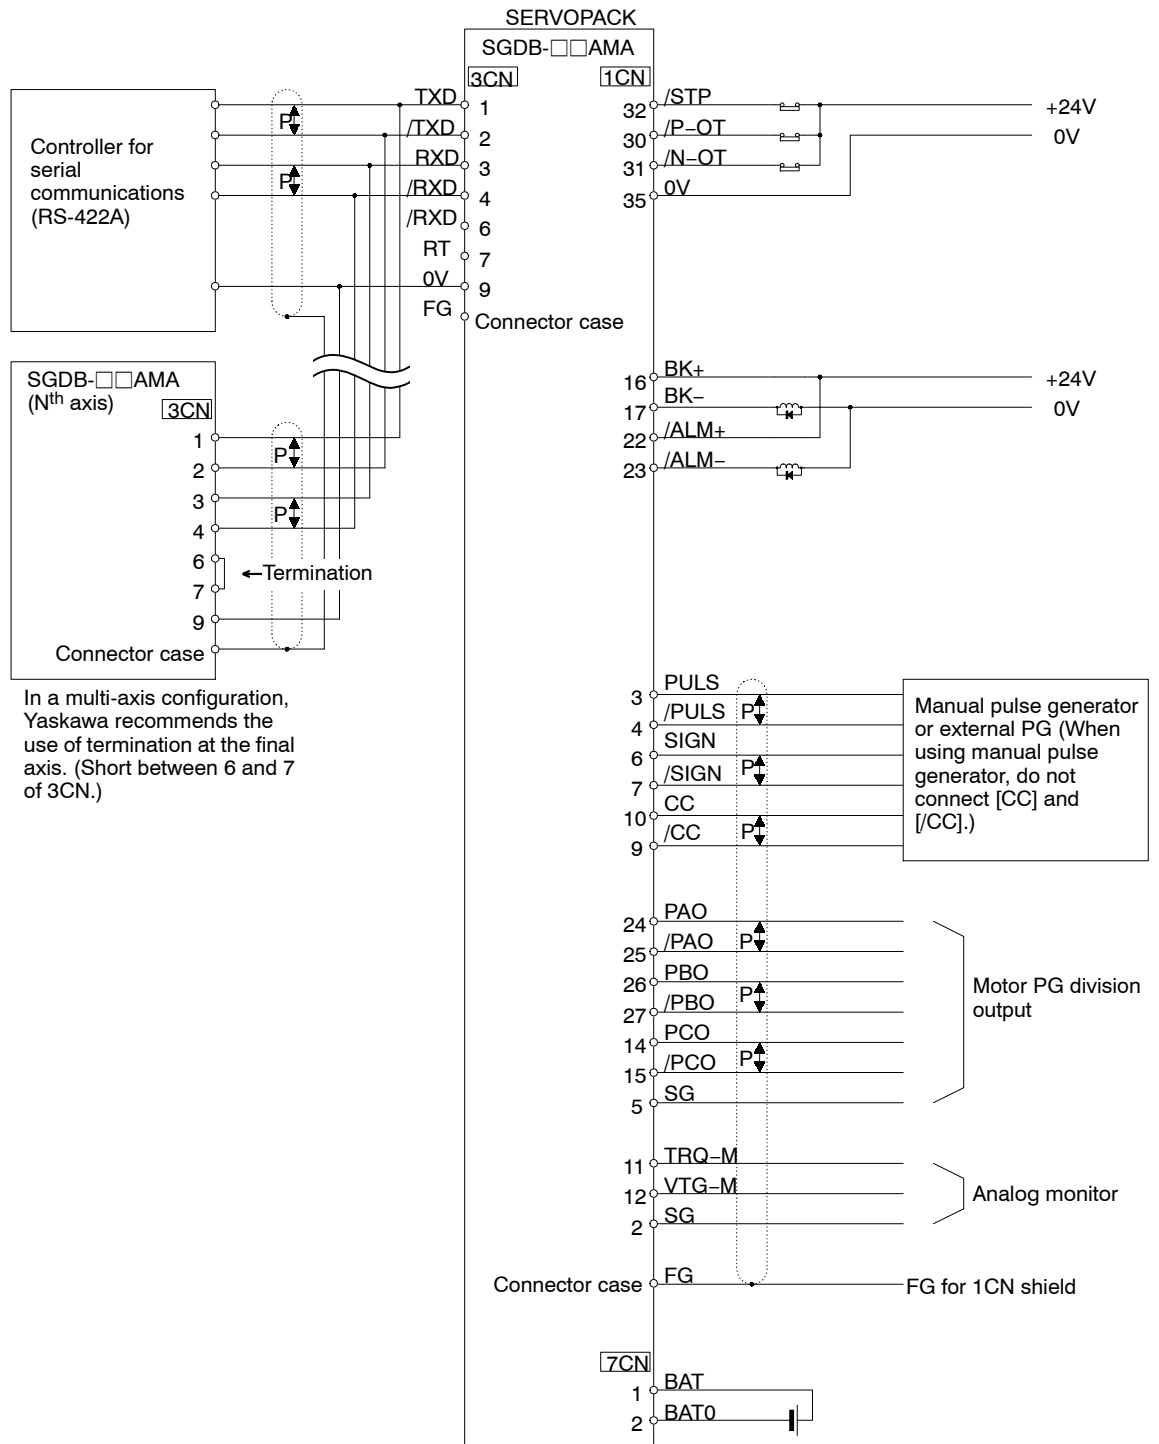 SERVOPACK
SGDB-□□AMA
3CN
1CN
Controller for
serial
communications
(RS-422A)
P
P
TXD
1
/TXD
2
RXD
3
/RXD
4
/RXD
6
RT
7
0V
9
FG
Connector case
32
/STP
30
/P-OT
31
/N-OT
35
0V
+24V
0V
SGDB-□□AMA
(Nth axis)
3CN
1
2
3
4
6
7
9
Connector case
P
P
←Termination
In a multi-axis configuration,
Yaskawa recommends the
use of termination at the final
axis. (Short between 6 and 7
of 3CN.)
16
BK+
17
BK-
22
/ALM+
23
/ALM-
+24V
0V
3
PULS
4
/PULS
P
6
SIGN
7
/SIGN
P
10
CC
9
/CC
P
Manual pulse generator
or external PG (When
using manual pulse
generator, do not
connect [CC] and
[/CC].)
24
PAO
25
/PAO
P
26
PBO
27
/PBO
P
14
PCO
15
/PCO
P
5
SG
Motor PG division
output
11
TRQ-M
12
VTG-M
2
SG
Analog monitor
Connector case
FG
FG for 1CN shield
7CN
1
BAT
2
BAT0